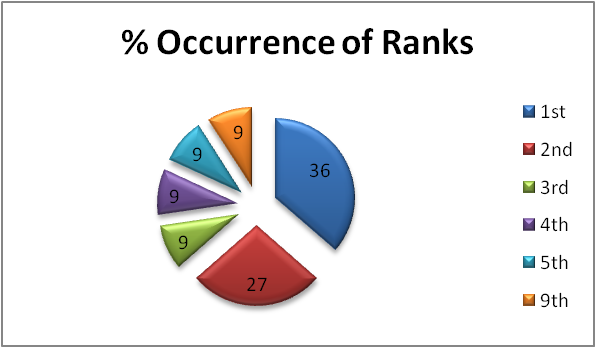 % Occurrence of Ranks
36
27
9
9
9
9
1st
2nd
3rd
4th
5th
9th